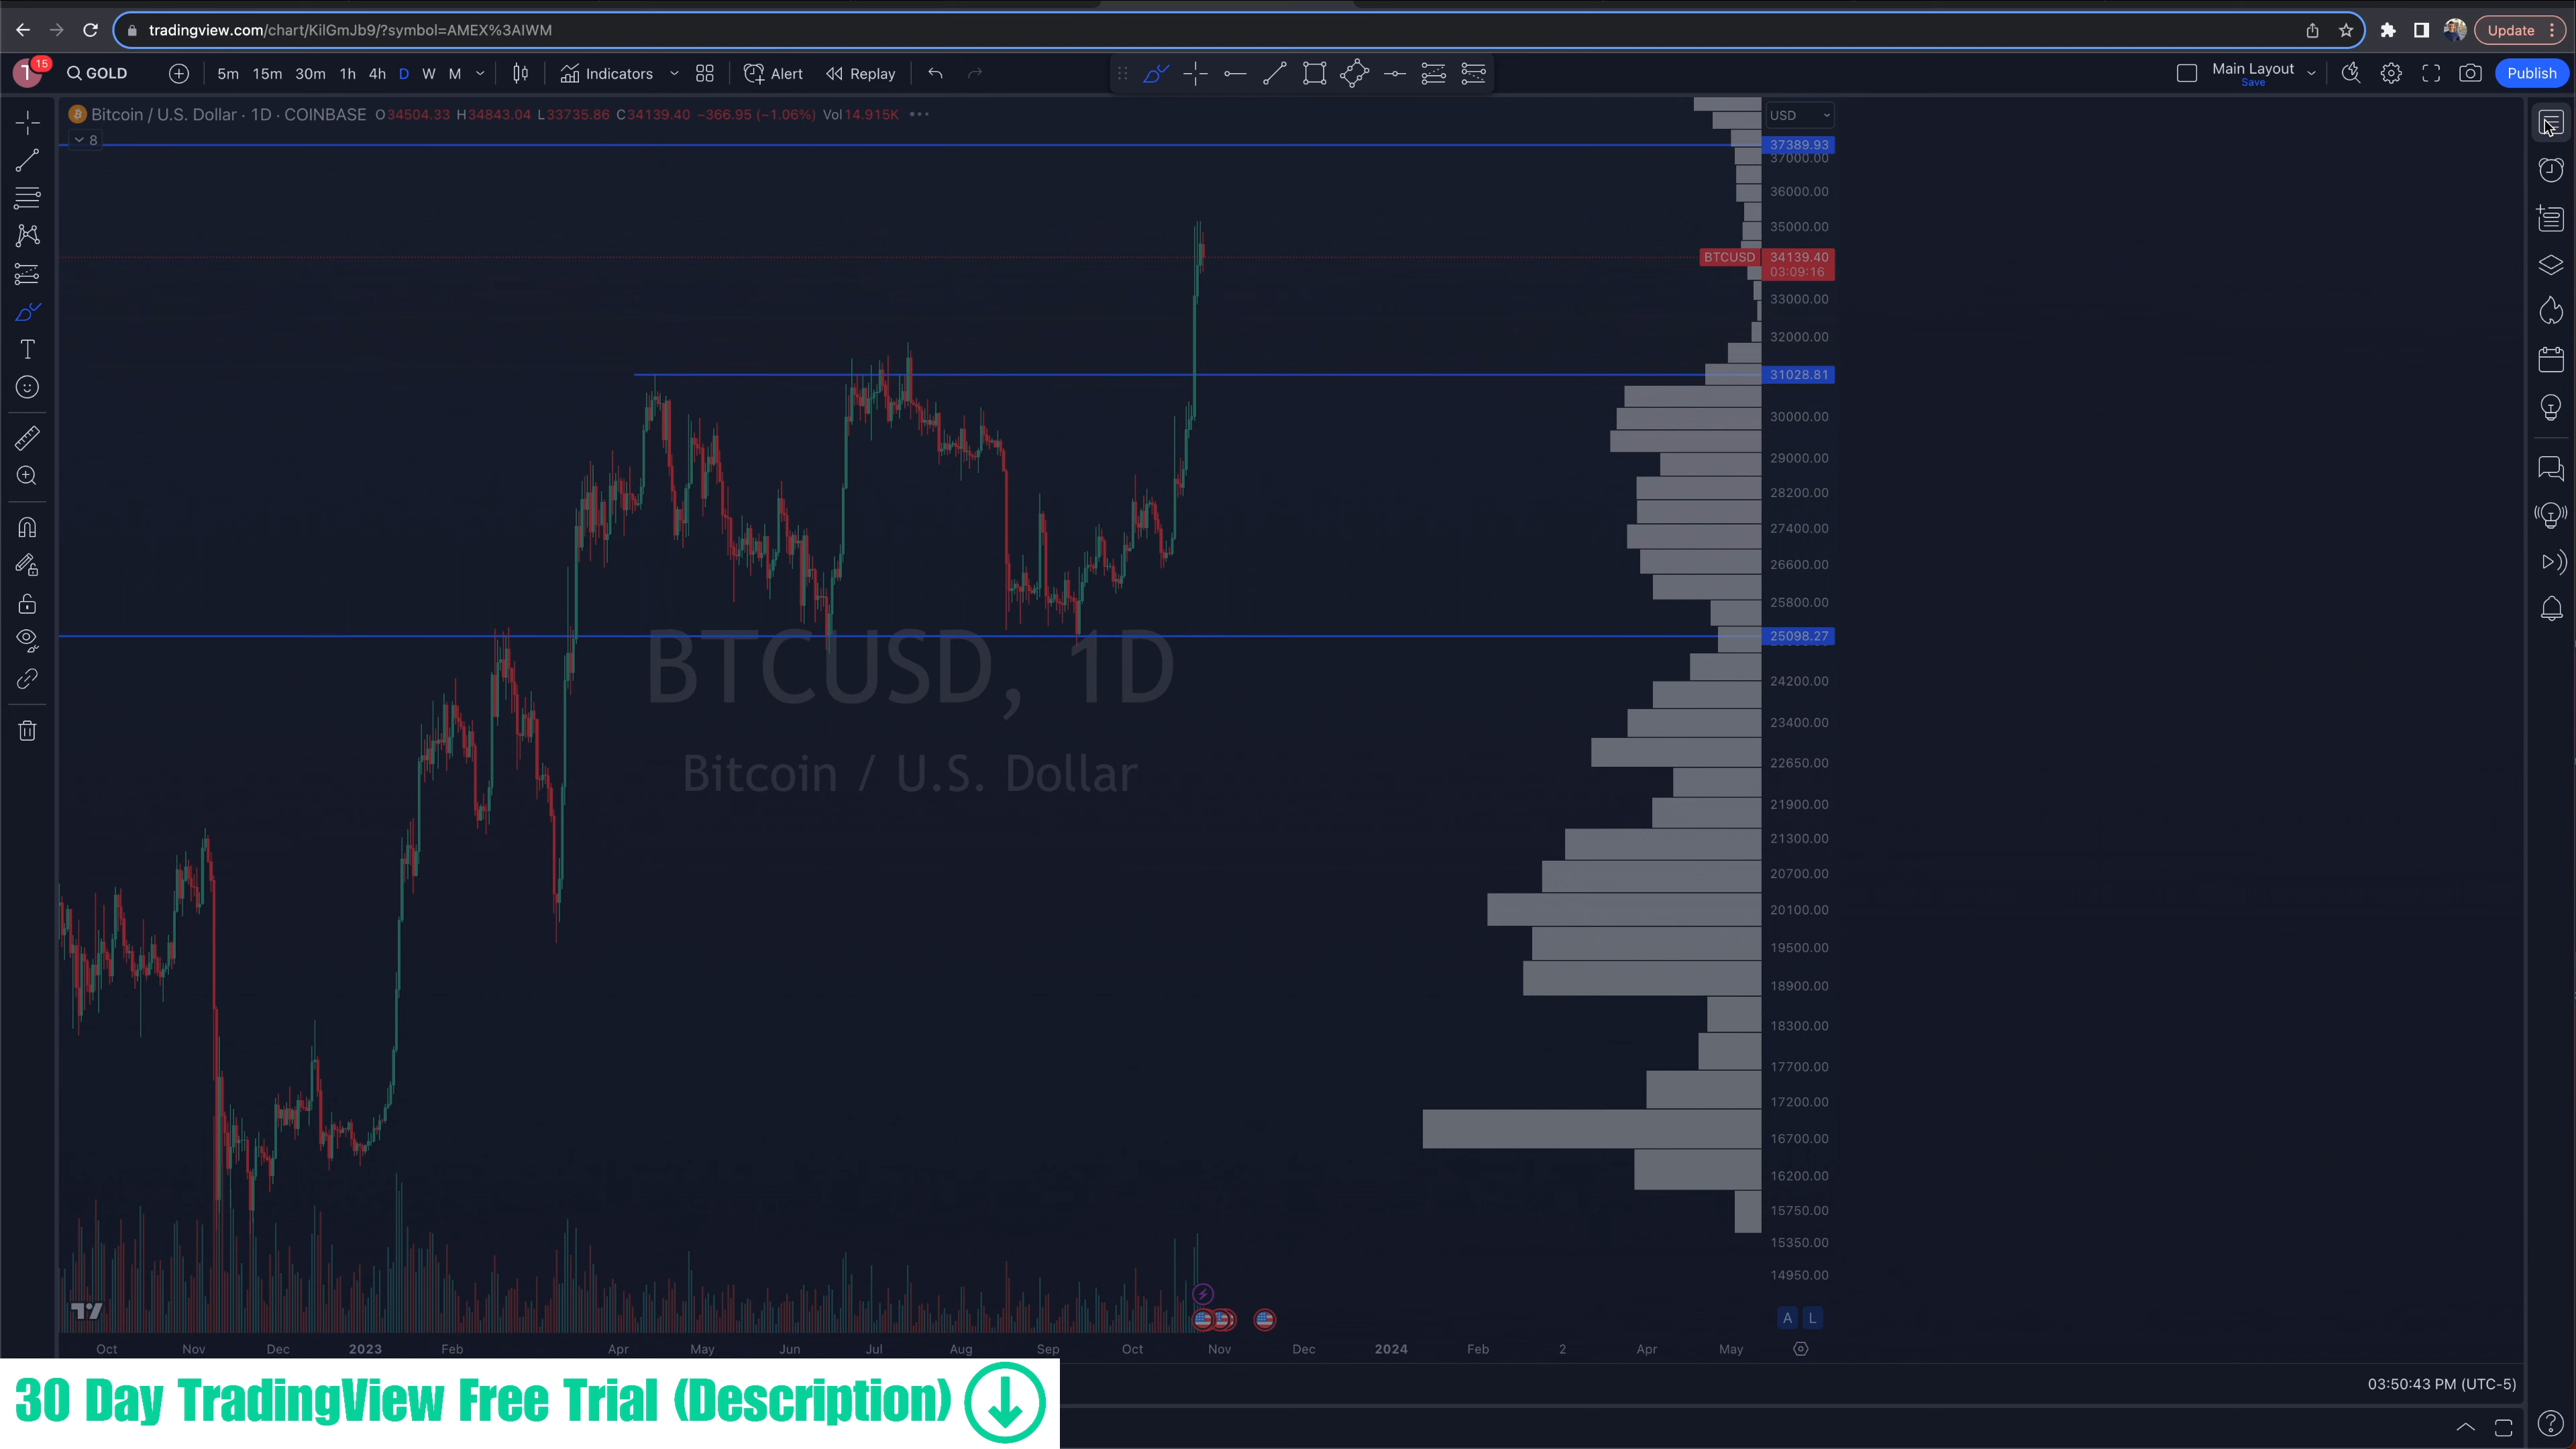 tradingview.com/chart/KilGmJb9/?symbol=AMEX%3AIWM
Update
T
15
GOLD
5m 15m 30m 1h 4h D W M
Indicators
Alert
Replay
Main Layout
Save
Publish
Bitcoin / U.S. Dollar · 1D · COINBASE O34504.33 H34843.04 L33735.86 C34139.40 −366.95 (−1.06%) Vol14.915K
8
USD
37389.93
37000.00
36000.00
35000.00
BTCUSD 34139.40
03:09:16
33000.00
32000.00
31028.81
30000.00
29000.00
28200.00
27400.00
26600.00
25800.00
25098.27
24200.00
23400.00
22650.00
21900.00
21300.00
20700.00
20100.00
19500.00
18900.00
18300.00
17700.00
17200.00
16700.00
16200.00
15750.00
15350.00
14950.00
BTCUSD, 1D
Bitcoin / U.S. Dollar
A L
Oct Nov Dec 2023 Feb Apr May Jun Jul Aug Sep Oct Nov Dec 2024 Feb 2 Apr May
03:50:43 PM (UTC-5)
30 Day TradingView Free Trial (Description)